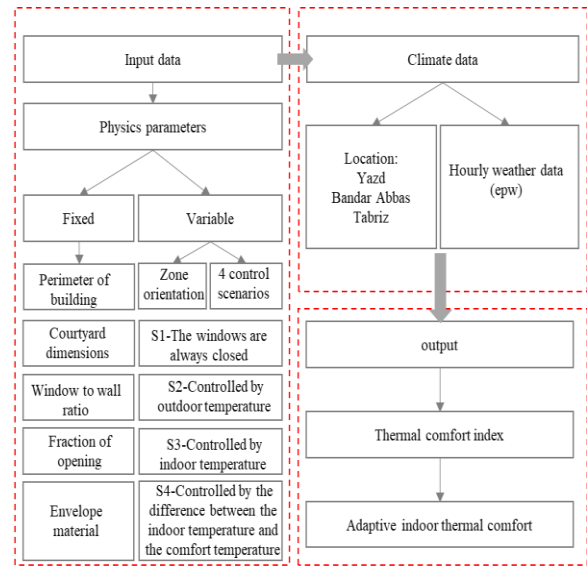 Input data
Physics parameters
Fixed
Variable
Perimeter of
building
Zone
orientation
4 control
scenarios
Courtyard
dimensions
S1-The windows are
always closed
Window to wall
ratio
S2-Controlled by
outdoor temperature
Fraction of
opening
S3-Controlled by
indoor temperature
Envelope
material
S4-Controlled by the
difference between the
indoor temperature and
the comfort temperature
Climate data
Location:
Yazd
Bandar Abbas
Tabriz
Hourly weather data
(epw)
output
Thermal comfort index
Adaptive indoor thermal comfort